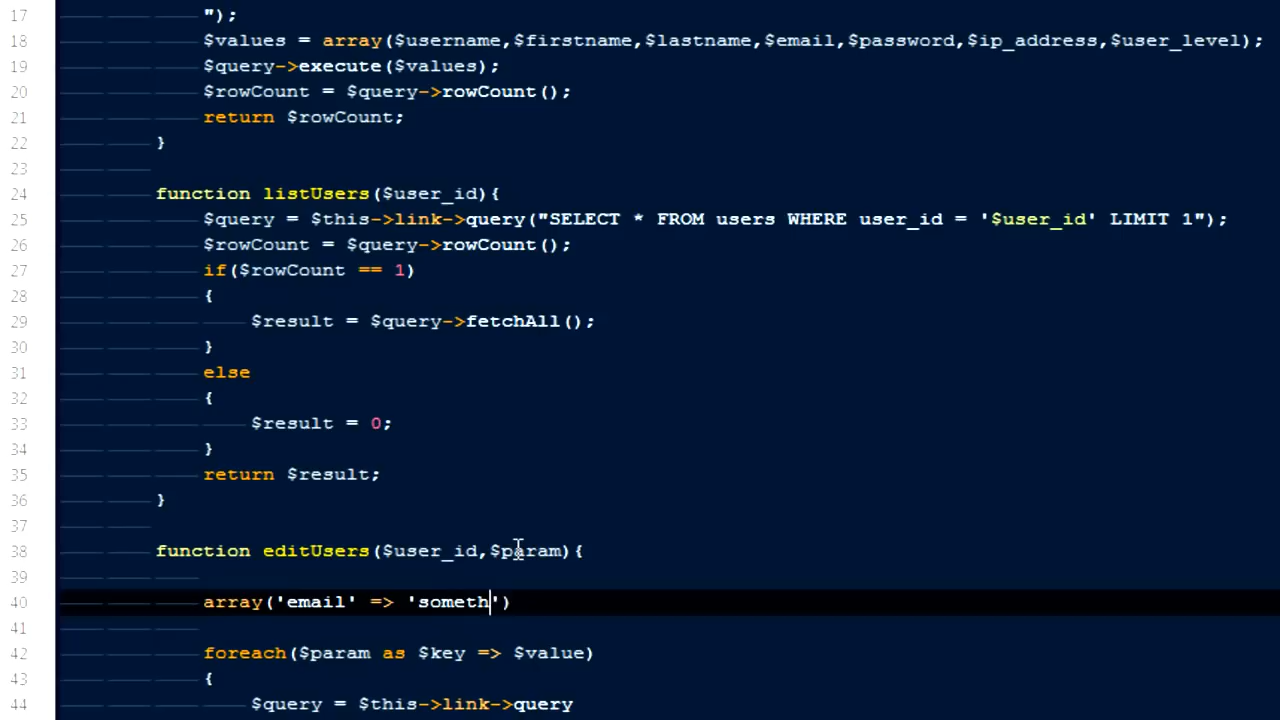 17 ");
18 $values = array($username,$firstname,$lastname,$email,$password,$ip_address,$user_level);
19 $query->execute($values);
20 $rowCount = $query->rowCount();
21 return $rowCount;
22 }
23
24 function listUsers($user_id){
25 $query = $this->link->query("SELECT * FROM users WHERE user_id = '$user_id' LIMIT 1");
26 $rowCount = $query->rowCount();
27 if($rowCount == 1)
28 {
29 $result = $query->fetchAll();
30 }
31 else
32 {
33 $result = 0;
34 }
35 return $result;
36 }
37
38 function editUsers($user_id,$param){
39
40 array('email' => 'someth')
41
42 foreach($param as $key => $value)
43 {
44 $query = $this->link->query